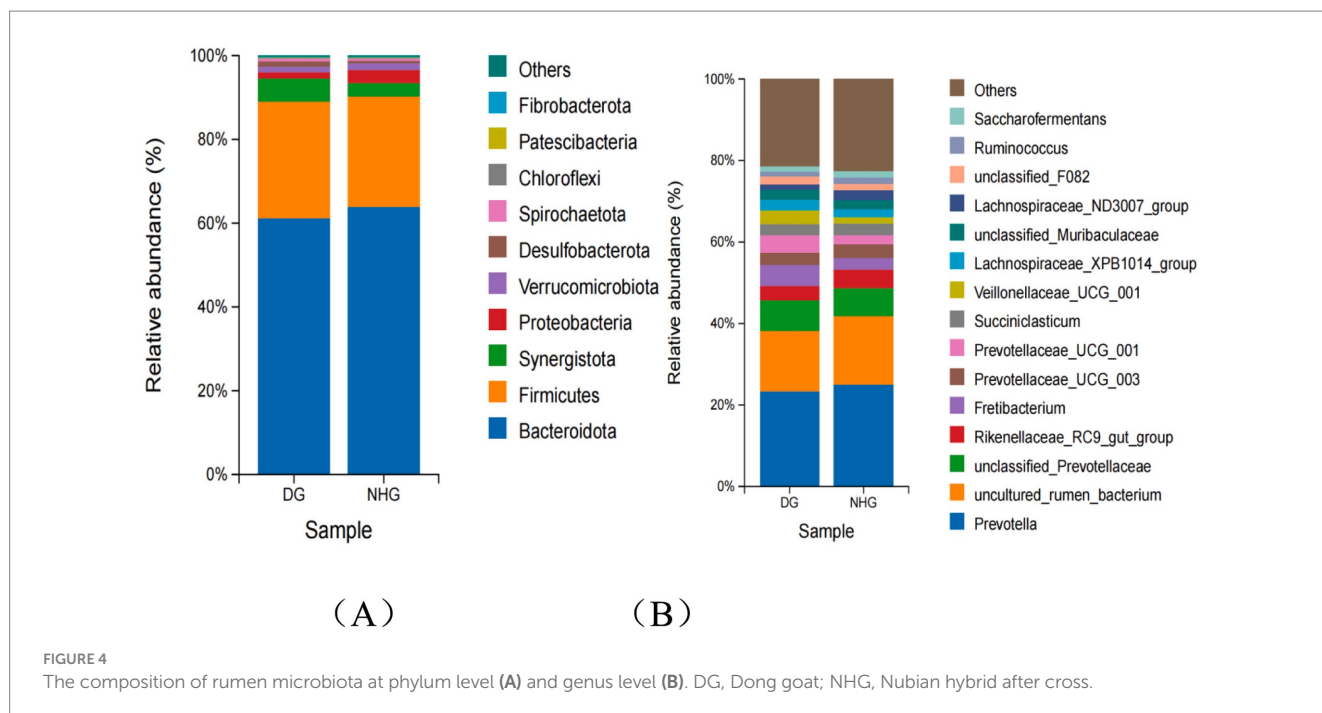 100%
80%
60%
40%
20%
0%
Relative abundance (%)
DG
NHG
Sample
Others
Fibrobacterota
Patescibacteria
Chloroflexi
Spirochaetota
Desulfobacterota
Verrucomicrobiota
Proteobacteria
Synergistota
Firmicutes
Bacteroidota
100%
80%
60%
40%
20%
0%
Relative abundance (%)
DG
NHG
Sample
Others
Saccharofermentans
Ruminococcus
unclassified_F082
Lachnospiraceae_ND3007_group
unclassified_Muribaculaceae
Lachnospiraceae_XPB1014_group
Veillonellaceae_UCG_001
Succiniclasticum
Prevotellaceae_UCG_001
Prevotellaceae_UCG_003
Fretibacterium
Rikenellaceae_RC9_gut_group
unclassified_Prevotellaceae
uncultured_rumen_bacterium
Prevotella
（A）
（B）
FIGURE 4
The composition of rumen microbiota at phylum level (A) and genus level (B). DG, Dong goat; NHG, Nubian hybrid after cross.